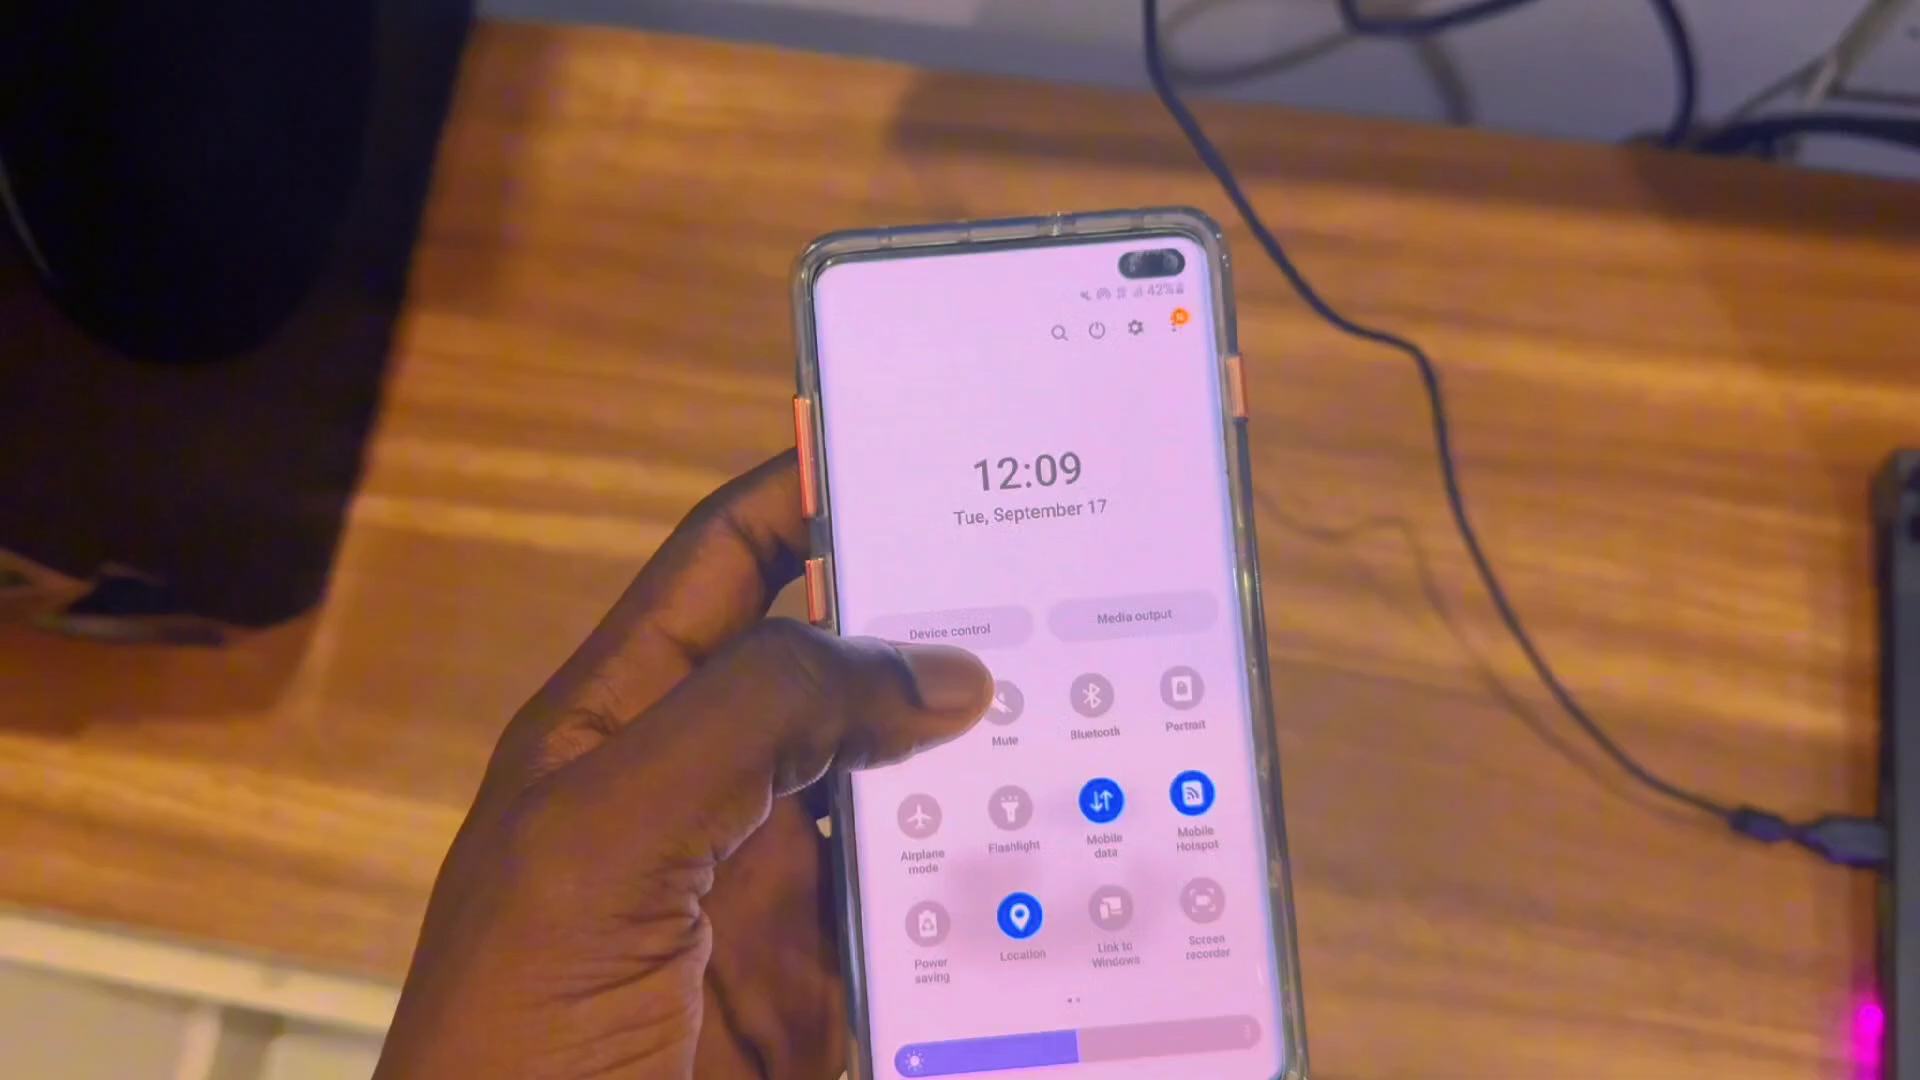 42%
12:09
Tue, September 17
Device control
Media output
Mute
Bluetooth
Portrait
Airplane
mode
Flashlight
Mobile
data
Mobile
Hotspot
Power
saving
Location
Link to
Windows
Screen
recorder